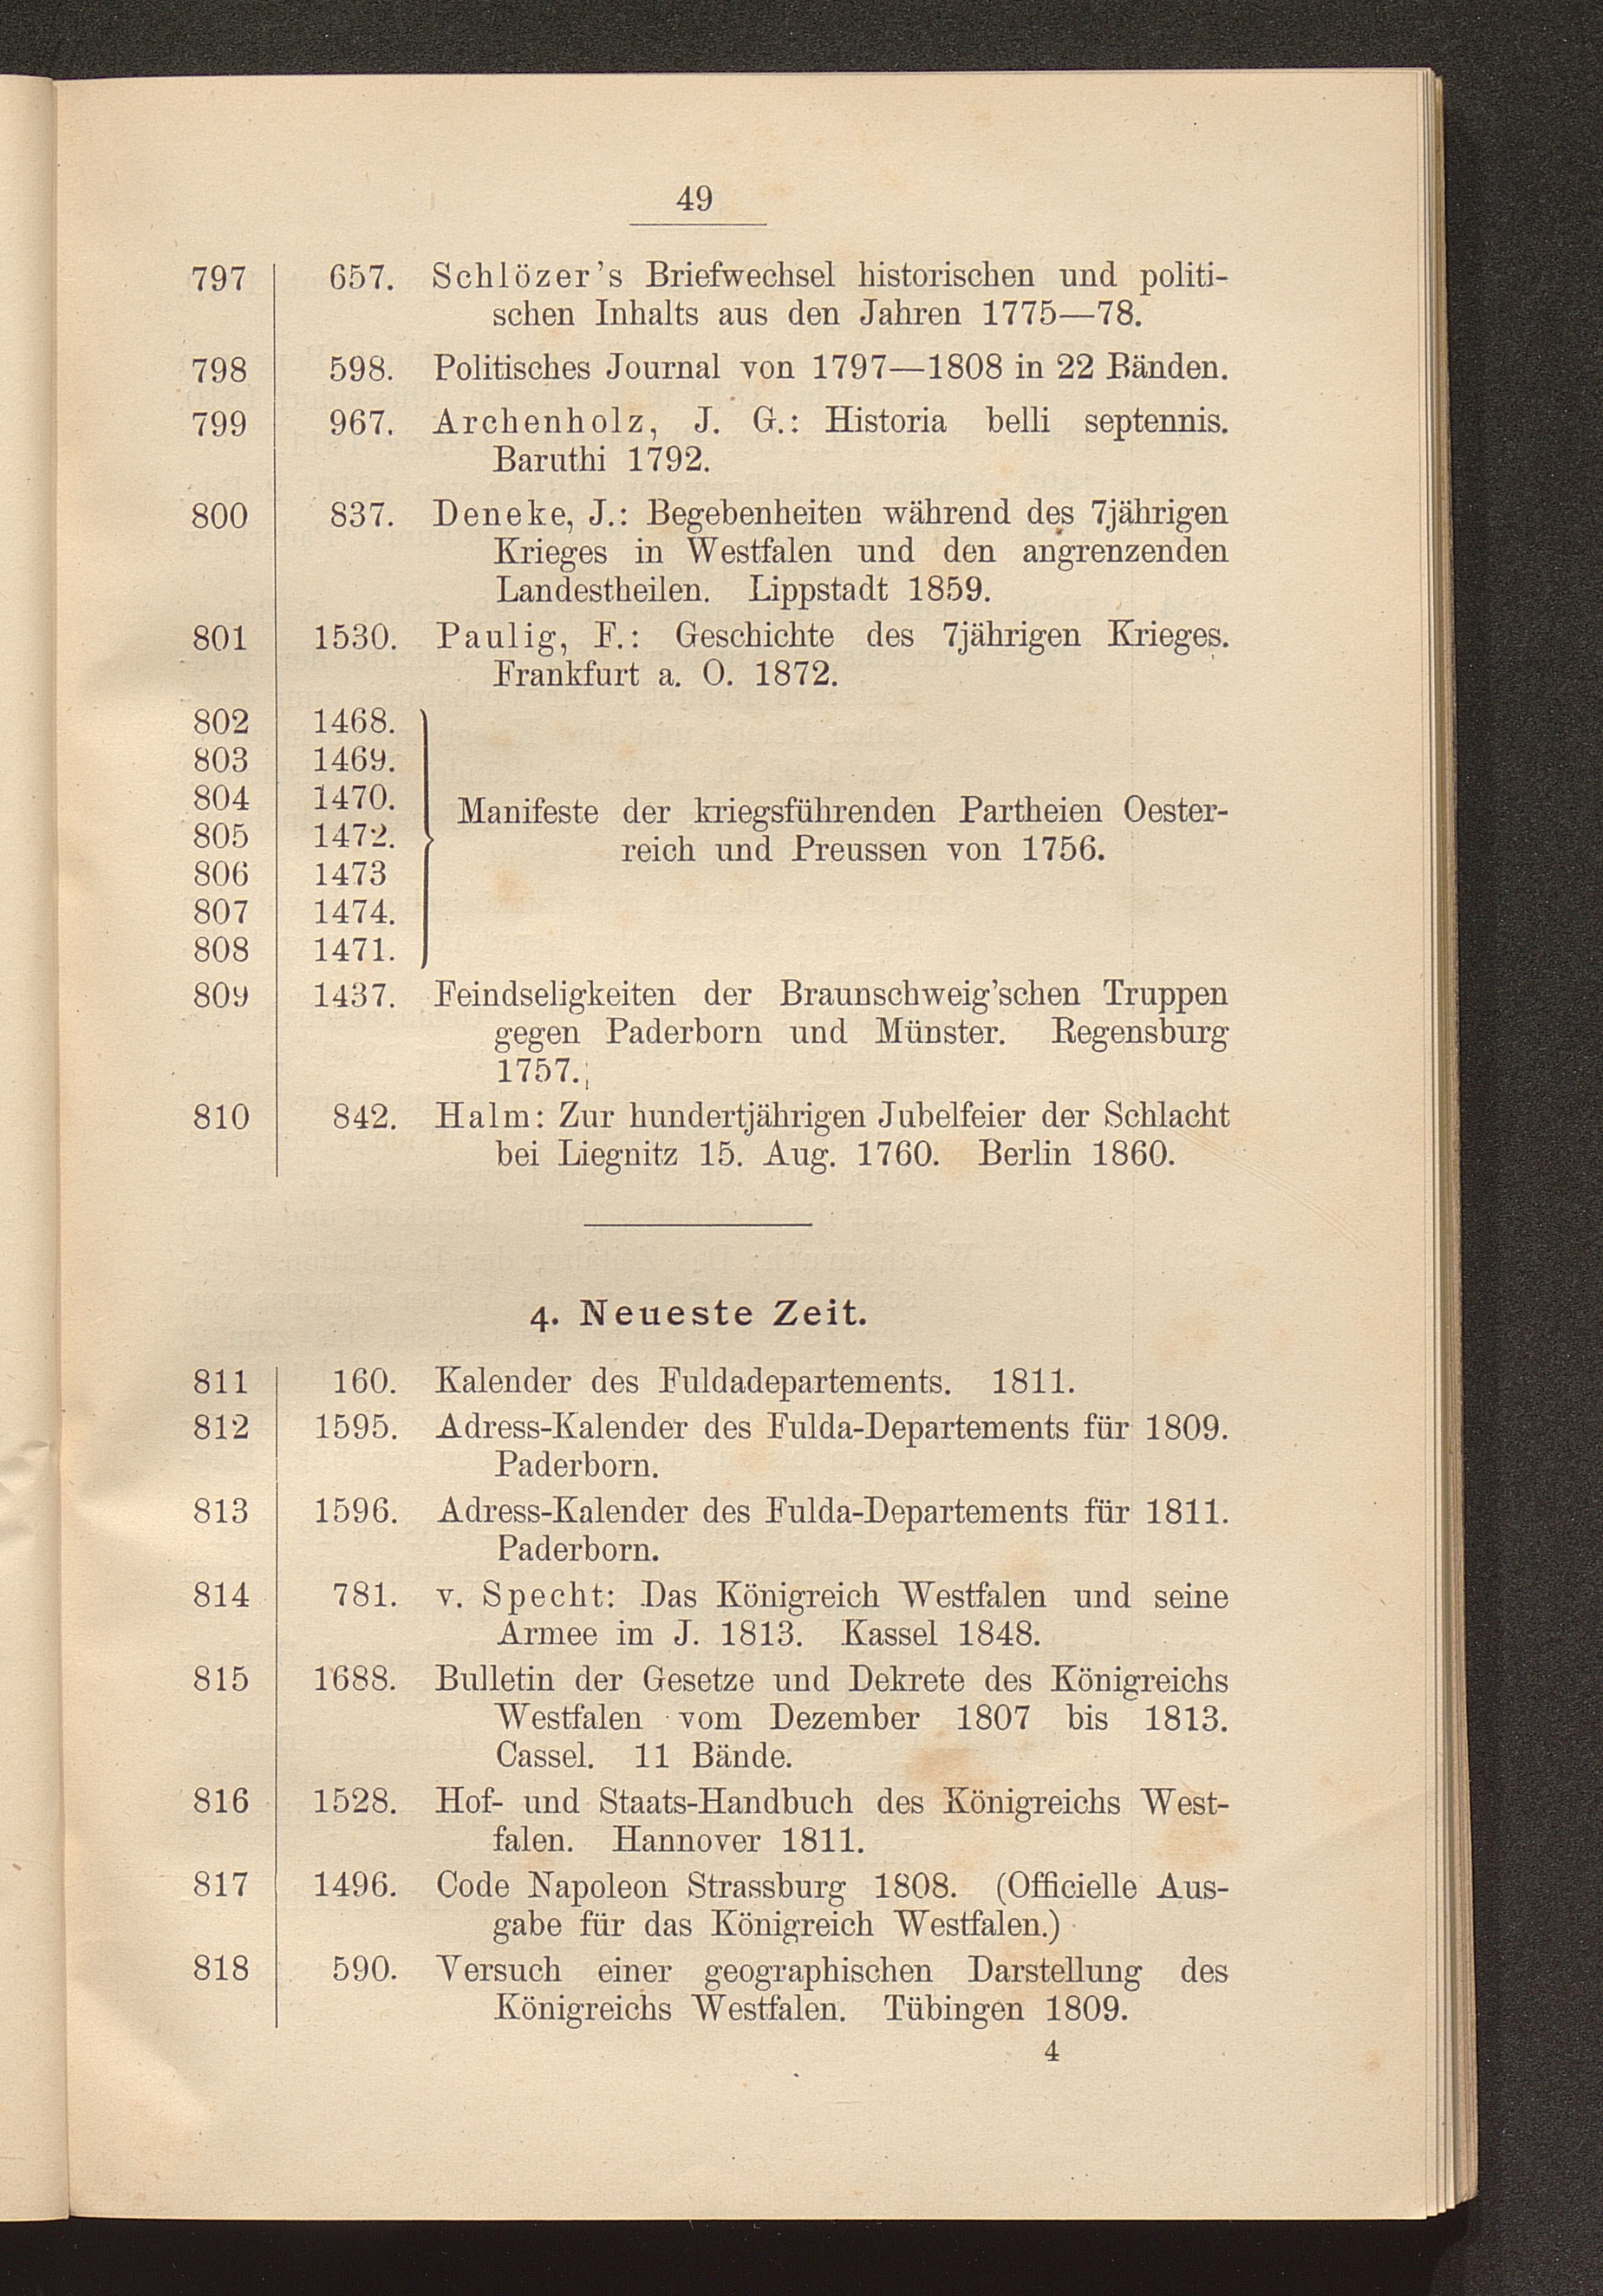 49
797 657. Schlözer's Briefwechsel historischen und politi-
schen Inhalts aus den Jahren 1775—78.
798 598. Politisches Journal von 1797—1808 in 22 Bänden.
799 967. Archenholz, J. G.: Historia belli septennis.
Baruthi 1792.
800 837. Deneke, J.: Begebenheiten während des 7jährigen
Krieges in Westfalen und den angrenzenden
Landestheilen. Lippstadt 1859.
801 1530. Paulig, F.: Geschichte des 7jährigen Krieges.
Frankfurt a. O. 1872.
802 1468.
803 1469.
804 1470.
805 1472.
806 1473
807 1474.
808 1471.
Manifeste der kriegsführenden Partheien Oester-
reich und Preussen von 1756.
809 1437. Feindseligkeiten der Braunschweig'schen Truppen
gegen Paderborn und Münster. Regensburg
1757.
810 842. Halm: Zur hundertjährigen Jubelfeier der Schlacht
bei Liegnitz 15. Aug. 1760. Berlin 1860.
4. Neueste Zeit.
811 160. Kalender des Fuldadepartements. 1811.
812 1595. Adress-Kalender des Fulda-Departements für 1809.
Paderborn.
813 1596. Adress-Kalender des Fulda-Departements für 1811.
Paderborn.
814 781. v. Specht: Das Königreich Westfalen und seine
Armee im J. 1813. Kassel 1848.
815 1688. Bulletin der Gesetze und Dekrete des Königreichs
Westfalen vom Dezember 1807 bis 1813.
Cassel. 11 Bände.
816 1528. Hof- und Staats-Handbuch des Königreichs West-
falen. Hannover 1811.
817 1496. Code Napoleon Strassburg 1808. (Officielle Aus-
gabe für das Königreich Westfalen.)
818 590. Versuch einer geographischen Darstellung des
Königreichs Westfalen. Tübingen 1809.
4